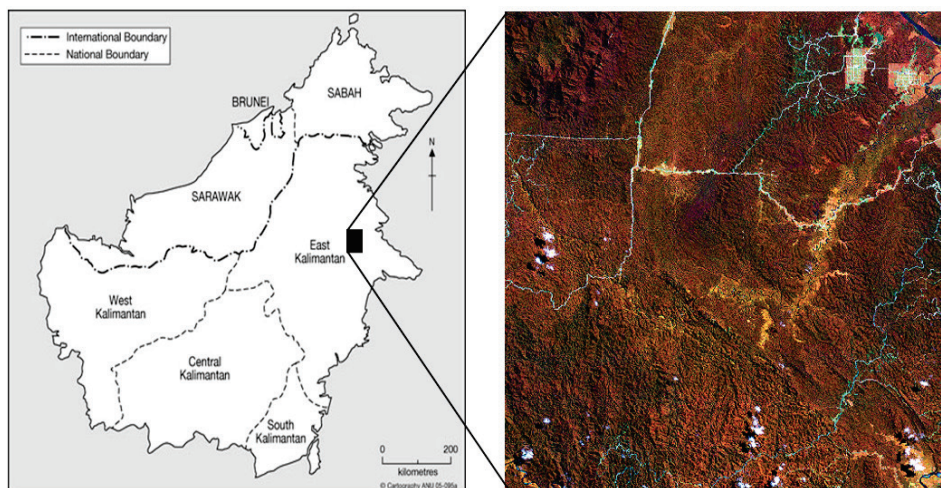 International Boundary
National Boundary
SABAH
BRUNEI
N
SARAWAK
East
Kalimantan
West
Kalimantan
Central
Kalimantan
South
Kalimantan
0 200
kilometres
© Cartography ANU 05-095a